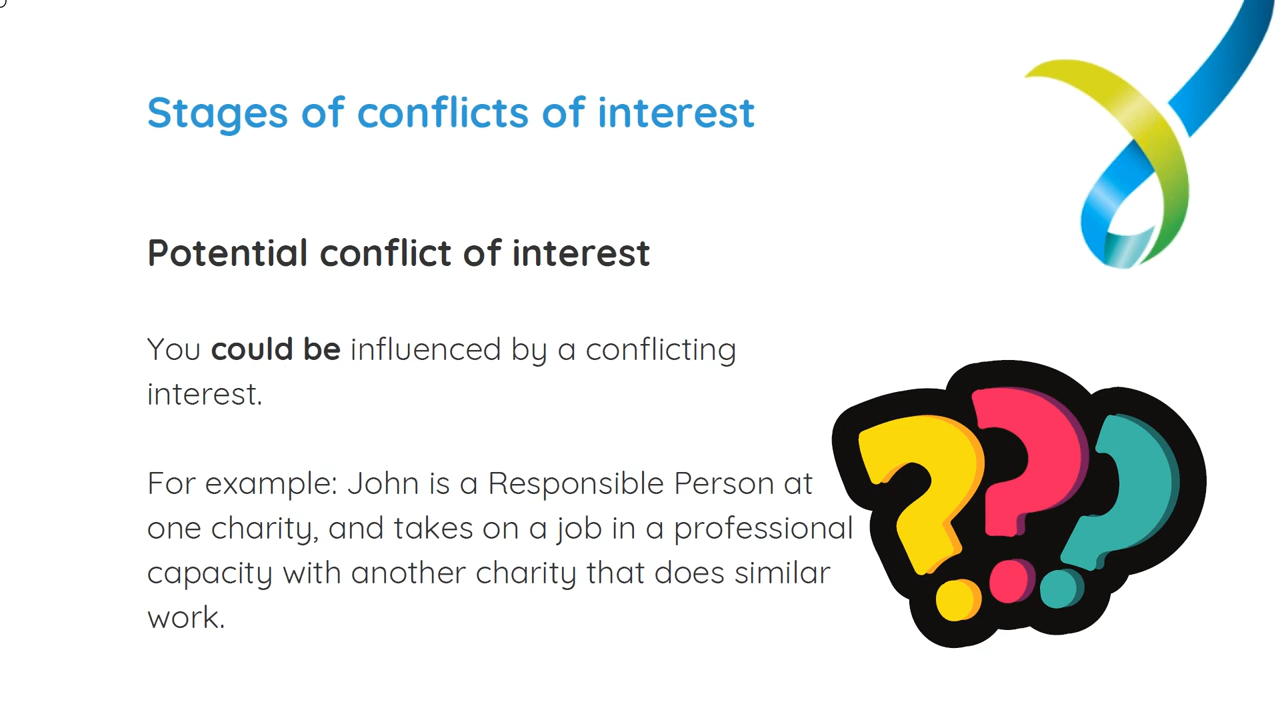 Stages of conflicts of interest
Potential conflict of interest
You could be influenced by a conflicting
interest.
For example: John is a Responsible Person at
one charity, and takes on a job in a professional
capacity with another charity that does similar
work.
???